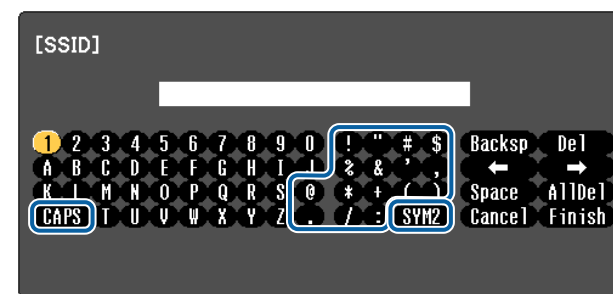 [SSID]
1 2 3 4 5 6 7 8 9 0 ! " # $ Backsp Del
A B C D E F G H I J % & ' , ← →
K L M N O P Q R S @ * + ( ) Space AllDel
CAPS T U V W X Y Z . / : SYM2 Cancel Finish